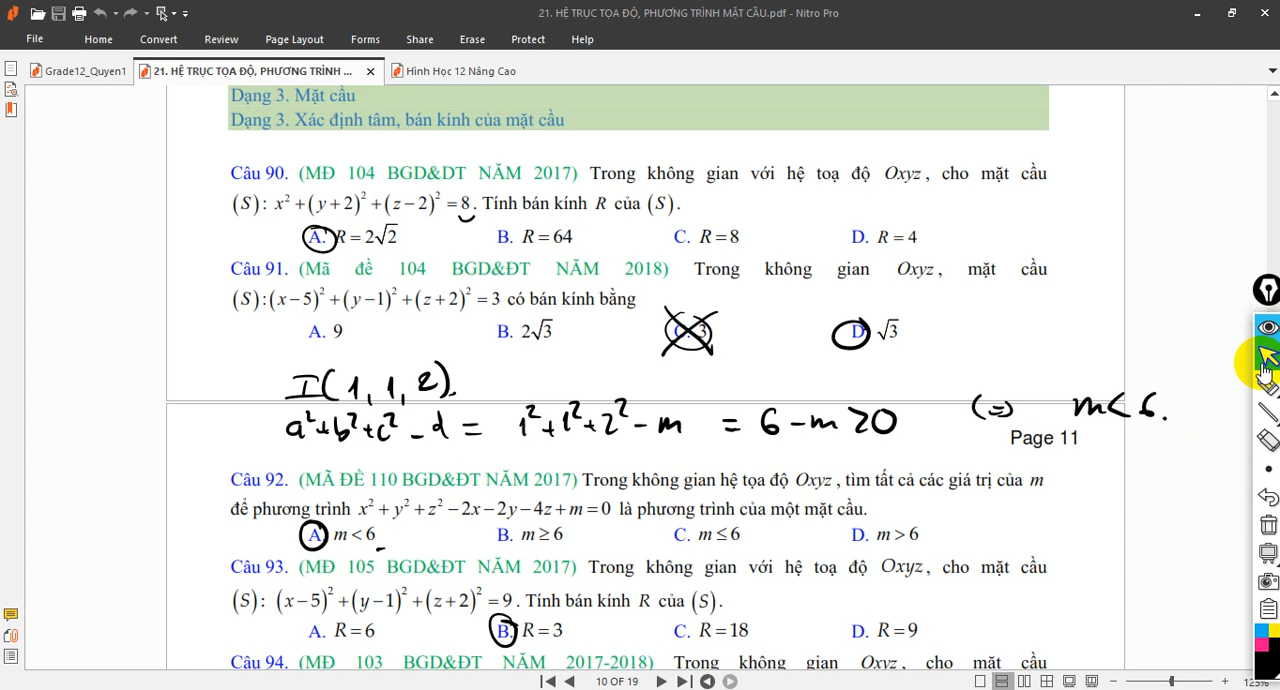 21. HỆ TRỤC TỌA ĐỘ, PHƯƠNG TRÌNH MẶT CẦU.pdf - Nitro Pro
File Home Convert Review Page Layout Forms Share Erase Protect Help
Grade12_Quyen1 21. HỆ TRỤC TỌA ĐỘ, PHƯƠNG TRÌNH ... Hình Học 12 Nâng Cao
Dạng 3. Mặt cầu
Dạng 3. Xác định tâm, bán kính của mặt cầu
Câu 90. (MĐ 104 BGD&DT NĂM 2017) Trong không gian với hệ toạ độ Oxyz, cho mặt cầu
(S): x² + (y + 2)² + (z − 2)² = 8. Tính bán kính R của (S).
A. R = 2√2 B. R = 64 C. R = 8 D. R = 4
Câu 91. (Mã đề 104 BGD&ĐT NĂM 2018) Trong không gian Oxyz, mặt cầu
(S):(x − 5)² + (y − 1)² + (z + 2)² = 3 có bán kính bằng
A. 9 B. 2√3 C. 3 D. √3
I(1, 1, 2).
a² + b² + c² − d = 1² + 1² + 2² − m = 6 − m > 0 (=) m < 6.
Page 11
Câu 92. (MÃ ĐỀ 110 BGD&ĐT NĂM 2017) Trong không gian hệ tọa độ Oxyz, tìm tất cả các giá trị của m
để phương trình x² + y² + z² − 2x − 2y − 4z + m = 0 là phương trình của một mặt cầu.
A. m < 6 B. m ≥ 6 C. m ≤ 6 D. m > 6
Câu 93. (MĐ 105 BGD&ĐT NĂM 2017) Trong không gian với hệ toạ độ Oxyz, cho mặt cầu
(S): (x − 5)² + (y − 1)² + (z + 2)² = 9. Tính bán kính R của (S).
A. R = 6 B. R = 3 C. R = 18 D. R = 9
Câu 94. (MĐ 103 BGD&ĐT NĂM 2017-2018) Trong không gian Oxyz, cho mặt cầu
10 OF 19 125%